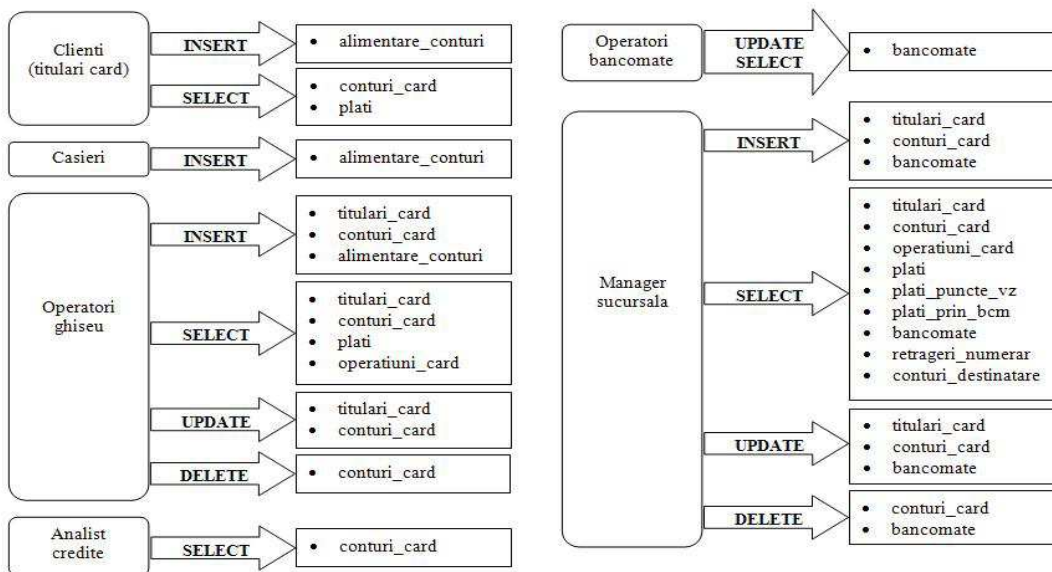 Clienti
(titulari card)
INSERT
• alimentare_conturi
SELECT
• conturi_card
• plati
Casieri
INSERT
• alimentare_conturi
Operatori
ghiseu
INSERT
• titulari_card
• conturi_card
• alimentare_conturi
SELECT
• titulari_card
• conturi_card
• plati
• operatiuni_card
UPDATE
• titulari_card
• conturi_card
DELETE
• conturi_card
Analist
credite
SELECT
• conturi_card
Operatori
bancomate
UPDATE
SELECT
• bancomate
Manager
sucursala
INSERT
• titulari_card
• conturi_card
• bancomate
SELECT
• titulari_card
• conturi_card
• operatiuni_card
• plati
• plati_puncte_vz
• plati_prin_bcm
• bancomate
• retrageri_numerar
• conturi_destinatare
UPDATE
• titulari_card
• conturi_card
• bancomate
DELETE
• conturi_card
• bancomate